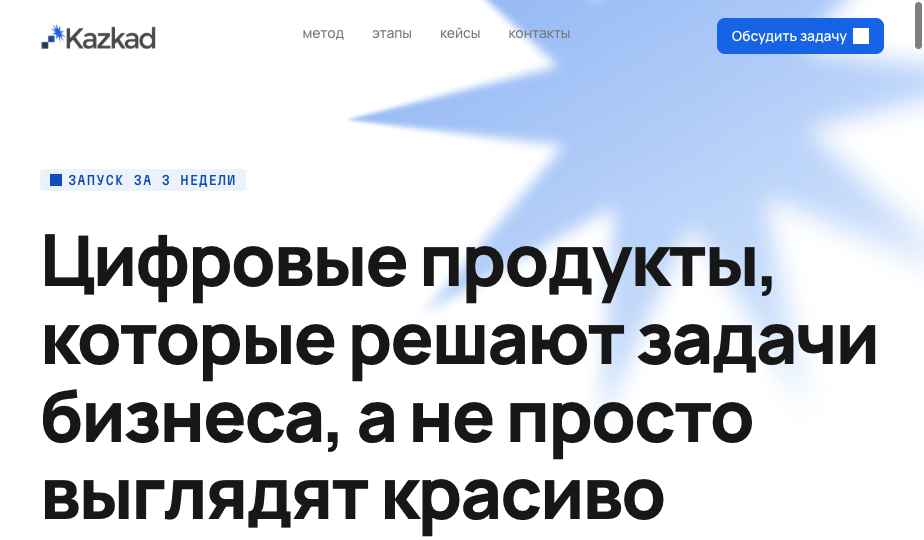 Kazkad
метод этапы кейсы контакты
Обсудить задачу
ЗАПУСК ЗА 3 НЕДЕЛИ
Цифровые продукты,
которые решают задачи
бизнеса, а не просто
выглядят красиво